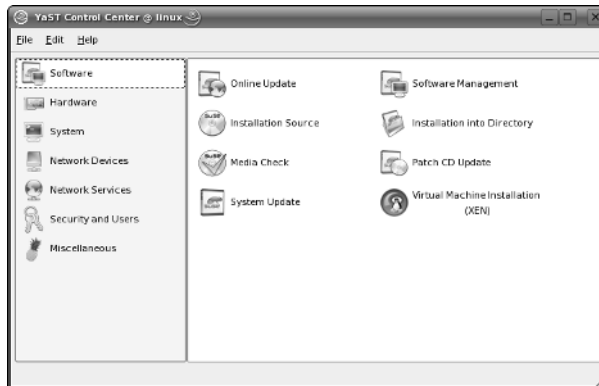 YaST Control Center @ linux
File Edit Help
Software
Hardware
System
Network Devices
Network Services
Security and Users
Miscellaneous
Online Update
Software Management
Installation Source
Installation into Directory
Media Check
Patch CD Update
System Update
Virtual Machine Installation
(XEN)